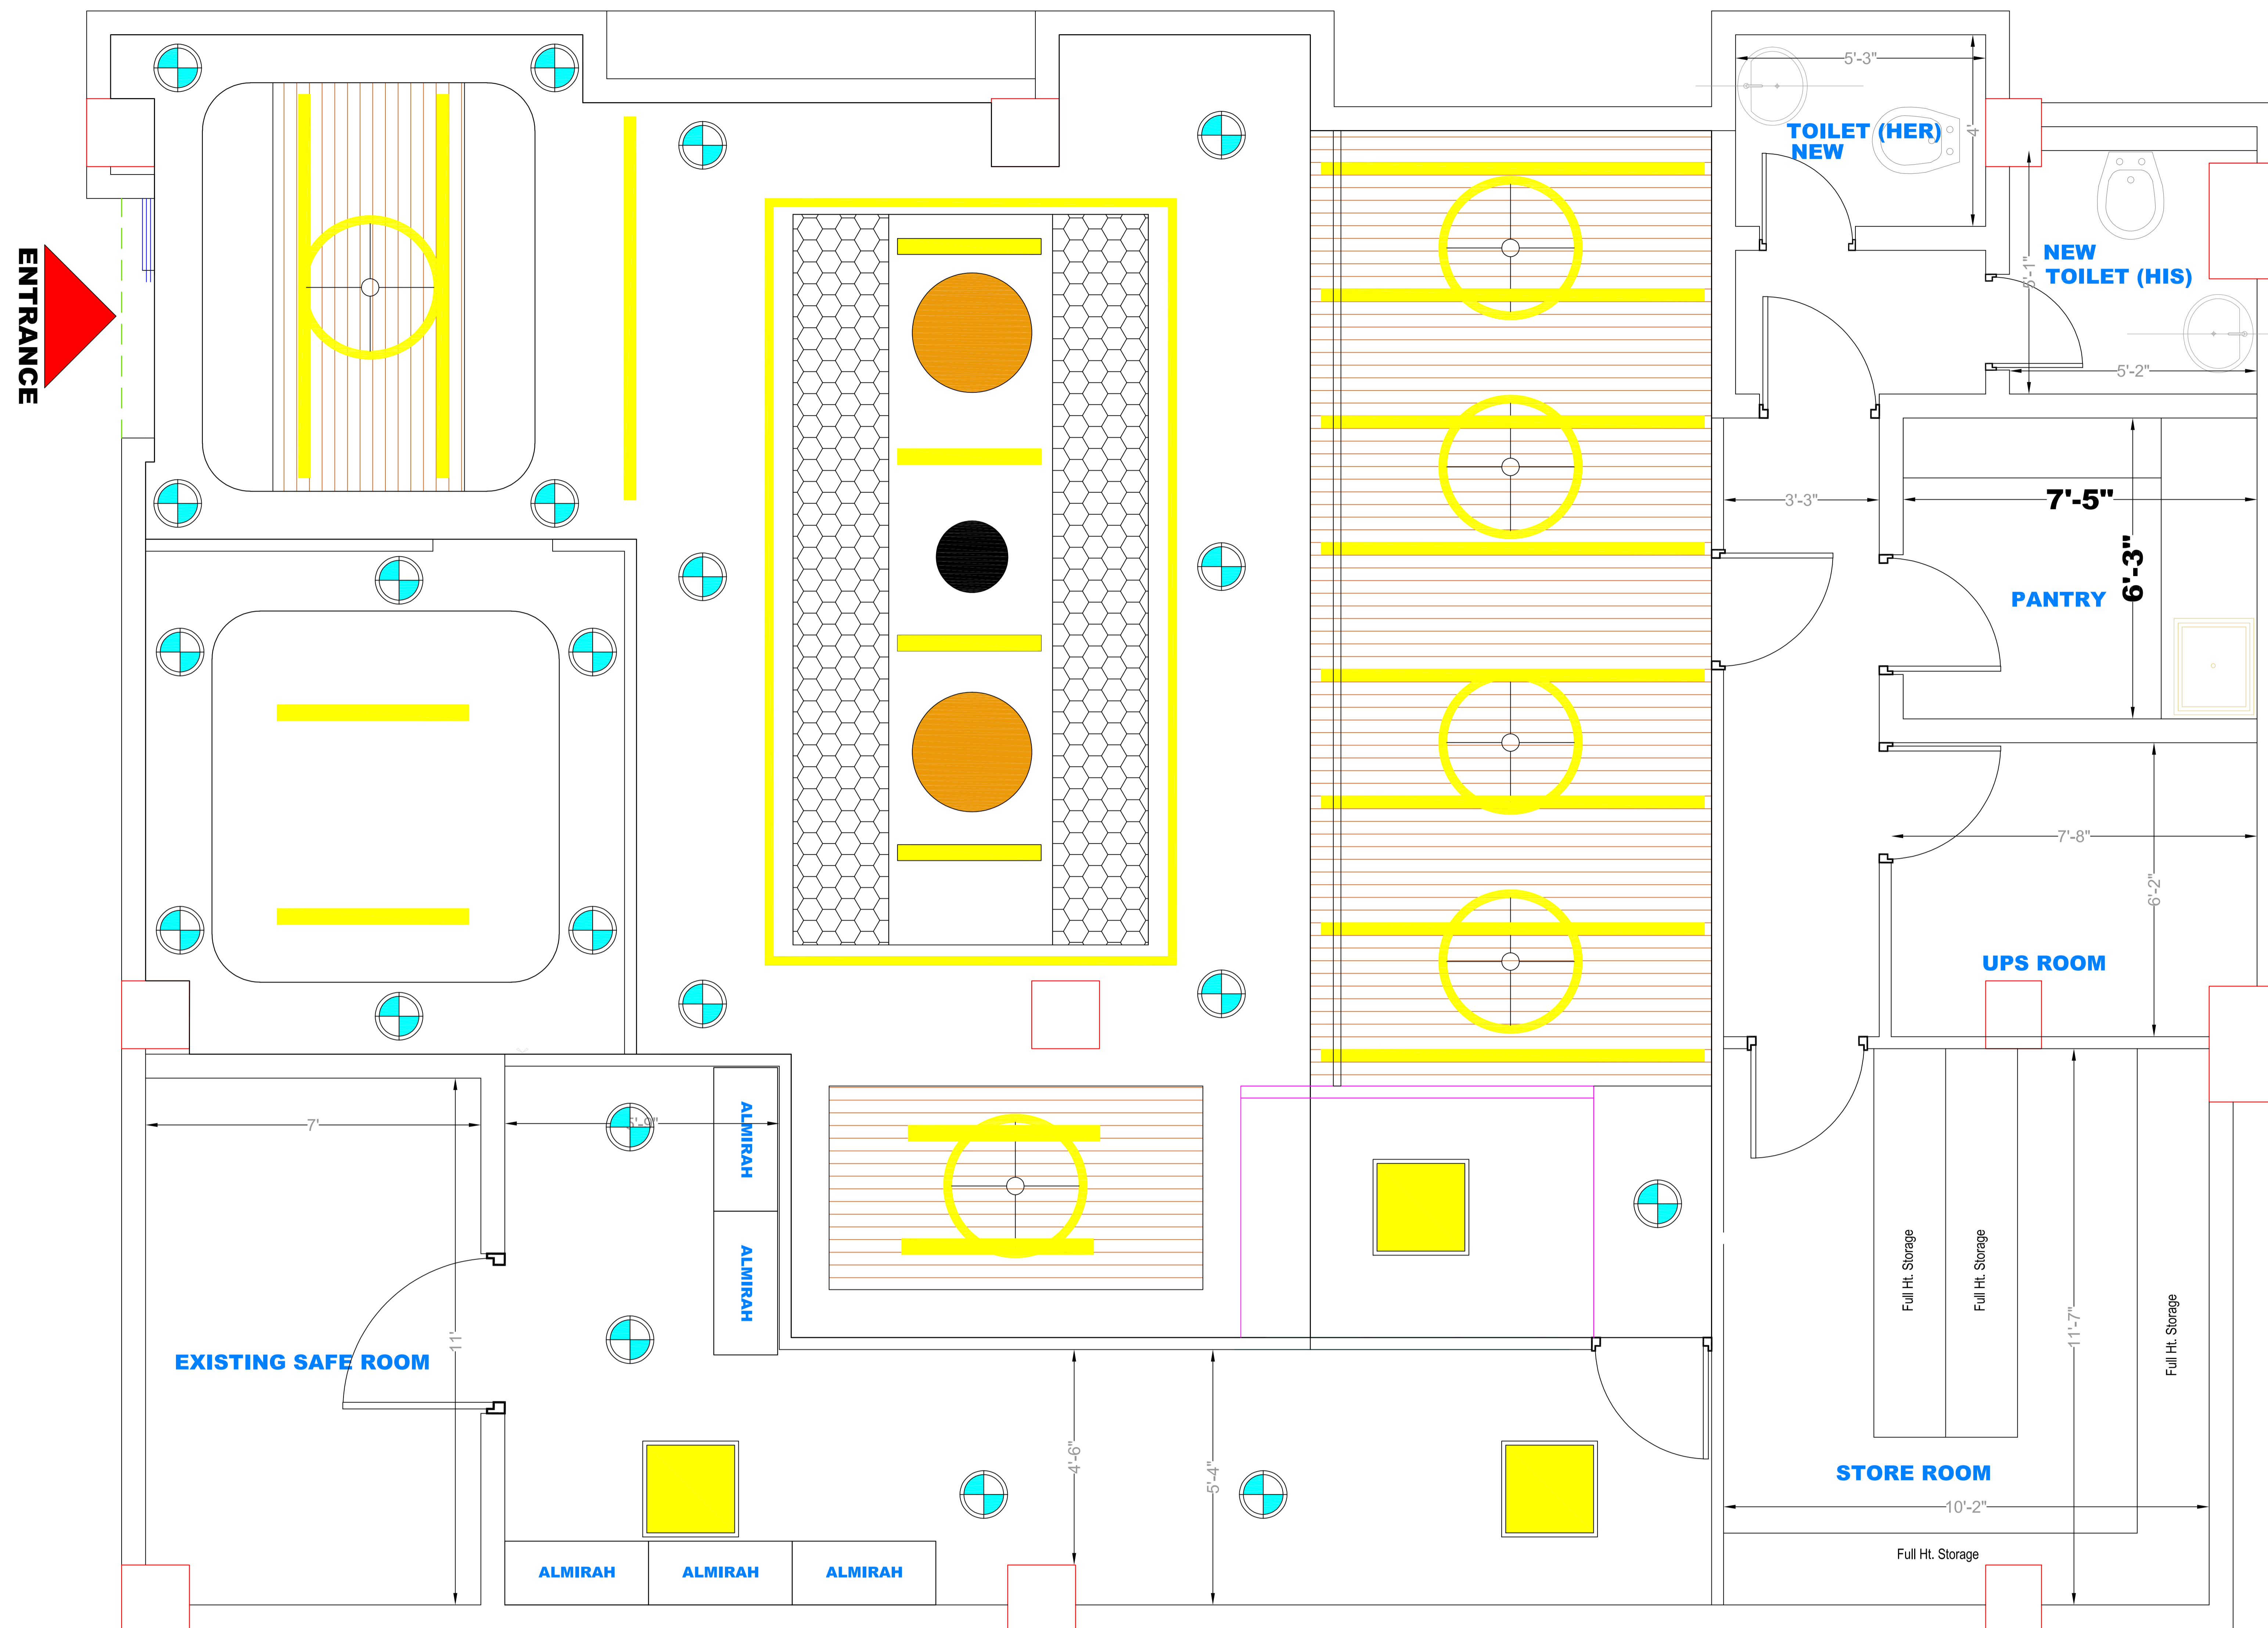 5'-3"
TOILET (HER)
NEW
4'
ENTRANCE
NEW
TOILET (HIS)
5'-1"
5'-2"
3'-3"
7'-5"
6'-3"
PANTRY
7'-8"
6'-2"
UPS ROOM
7'
5'-9"
ALMIRAH
ALMIRAH
11'
EXISTING SAFE ROOM
Full Ht. Storage
Full Ht. Storage
Full Ht. Storage
11'-7"
4'-6"
5'-4"
STORE ROOM
10'-2"
Full Ht. Storage
ALMIRAH
ALMIRAH
ALMIRAH